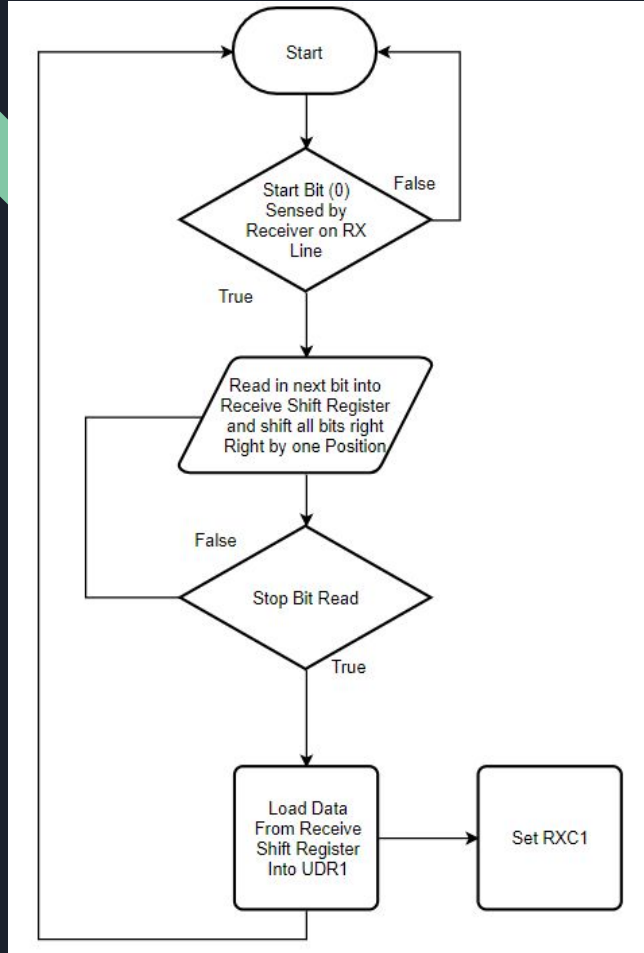 Start
Start Bit (0)
Sensed by
Receiver on RX
Line
False
True
Read in next bit into
Receive Shift Register
and shift all bits right
Right by one Position
False
Stop Bit Read
True
Load Data
From Receive
Shift Register
Into UDR1
Set RXC1